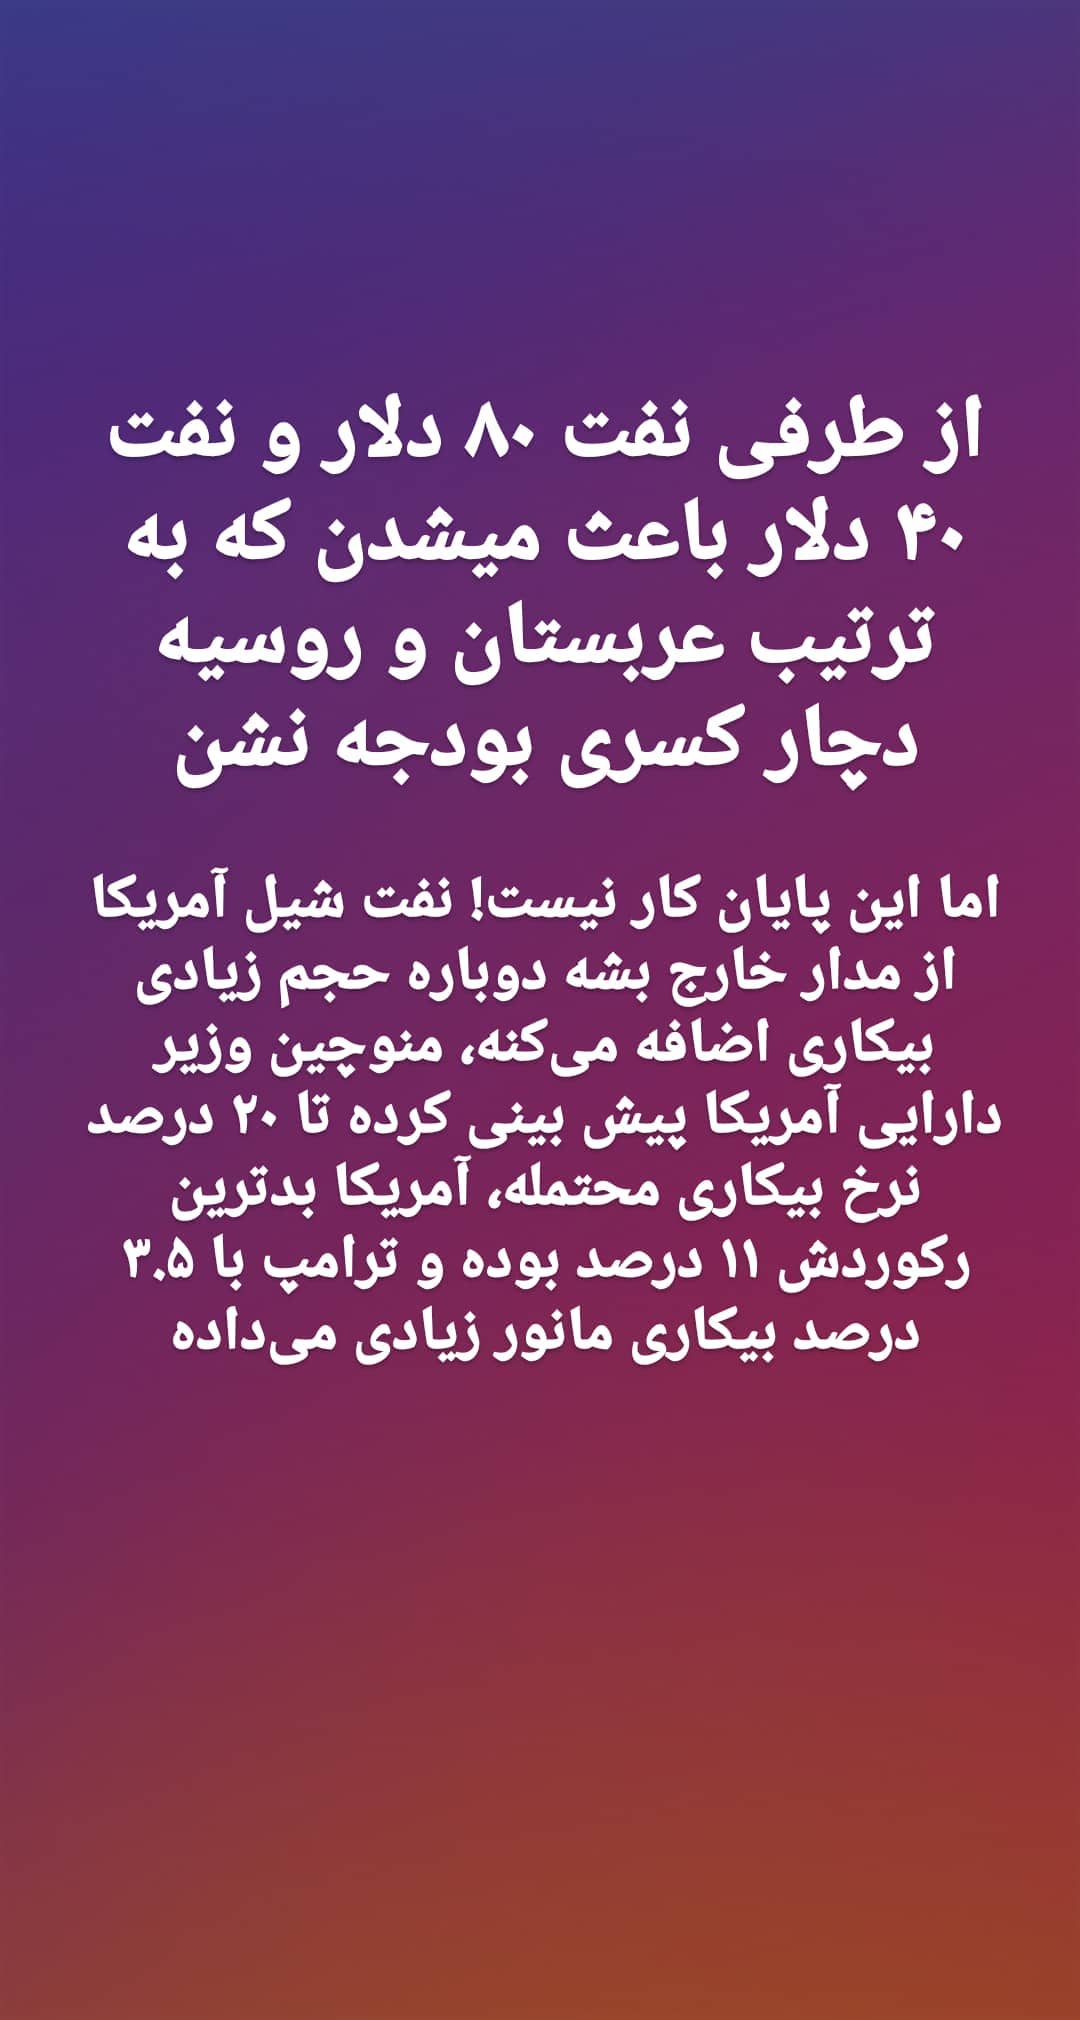 از طرفی نفت ۸۰ دلار و نفت
۴۰ دلار باعث میشدن که به
ترتیب عربستان و روسیه
دچار کسری بودجه نشن
اما این پایان کار نیست! نفت شیل آمریکا
از مدار خارج بشه دوباره حجم زیادی
بیکاری اضافه می‌کنه، منوچین وزیر
دارایی آمریکا پیش بینی کرده تا ۲۰ درصد
نرخ بیکاری محتمله، آمریکا بدترین
رکوردش ۱۱ درصد بوده و ترامپ با ۳.۵
درصد بیکاری مانور زیادی می‌داده